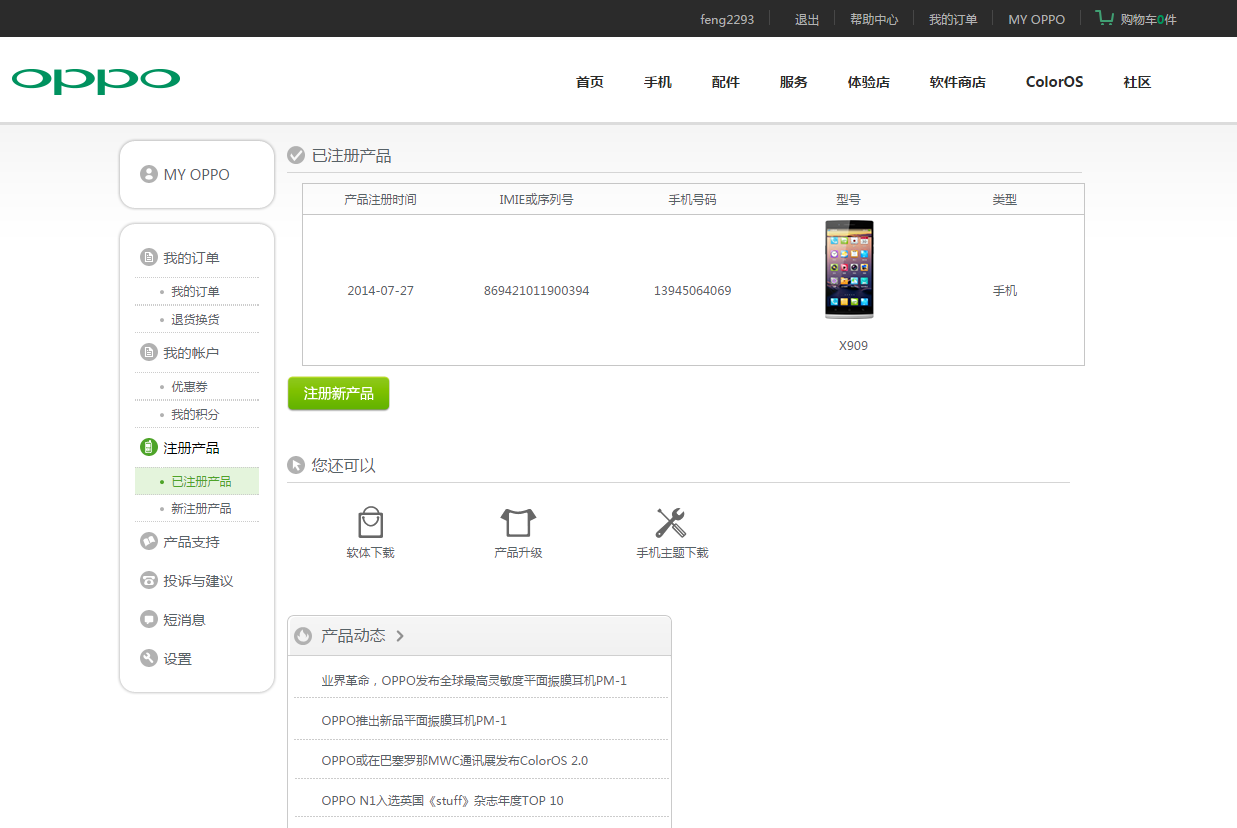 feng2293 退出 帮助中心 我的订单 MY OPPO 购物车0件
oppo 首页 手机 配件 服务 体验店 软件商店 ColorOS 社区
MY OPPO
我的订单
我的订单
退货换货
我的帐户
优惠券
我的积分
注册产品
已注册产品
新注册产品
产品支持
投诉与建议
短消息
设置
已注册产品
产品注册时间 IMIE或序列号 手机号码 型号 类型
2014-07-27 869421011900394 13945064069 手机
X909
注册新产品
您还可以
软体下载 产品升级 手机主题下载
产品动态
业界革命，OPPO发布全球最高灵敏度平面振膜耳机PM-1
OPPO推出新品平面振膜耳机PM-1
OPPO或在巴塞罗那MWC通讯展发布ColorOS 2.0
OPPO N1入选英国《stuff》杂志年度TOP 10